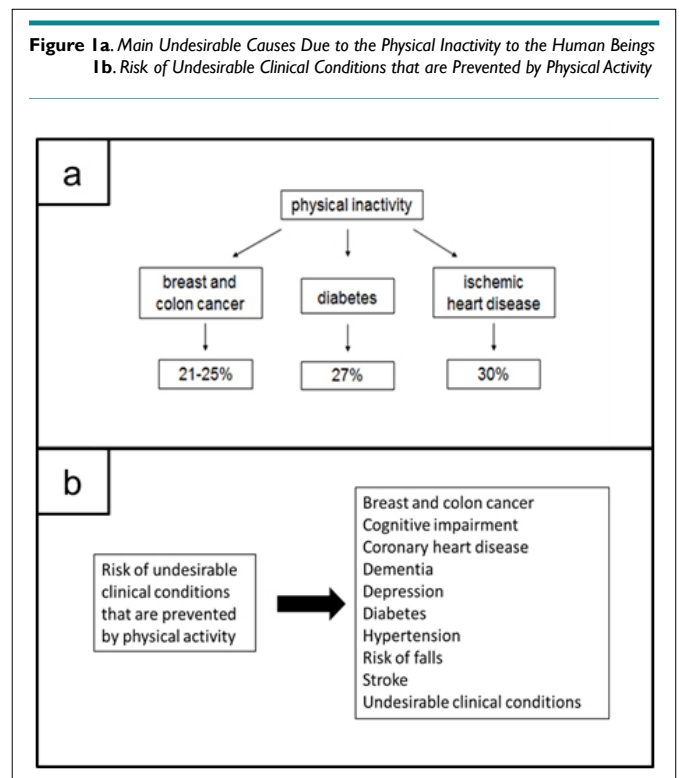 Figure 1a. Main Undesirable Causes Due to the Physical Inactivity to the Human Beings
1b. Risk of Undesirable Clinical Conditions that are Prevented by Physical Activity
a
physical inactivity
breast and
colon cancer
diabetes
ischemic
heart disease
21-25%
27%
30%
b
Risk of undesirable
clinical conditions
that are prevented
by physical activity
Breast and colon cancer
Cognitive impairment
Coronary heart disease
Dementia
Depression
Diabetes
Hypertension
Risk of falls
Stroke
Undesirable clinical conditions